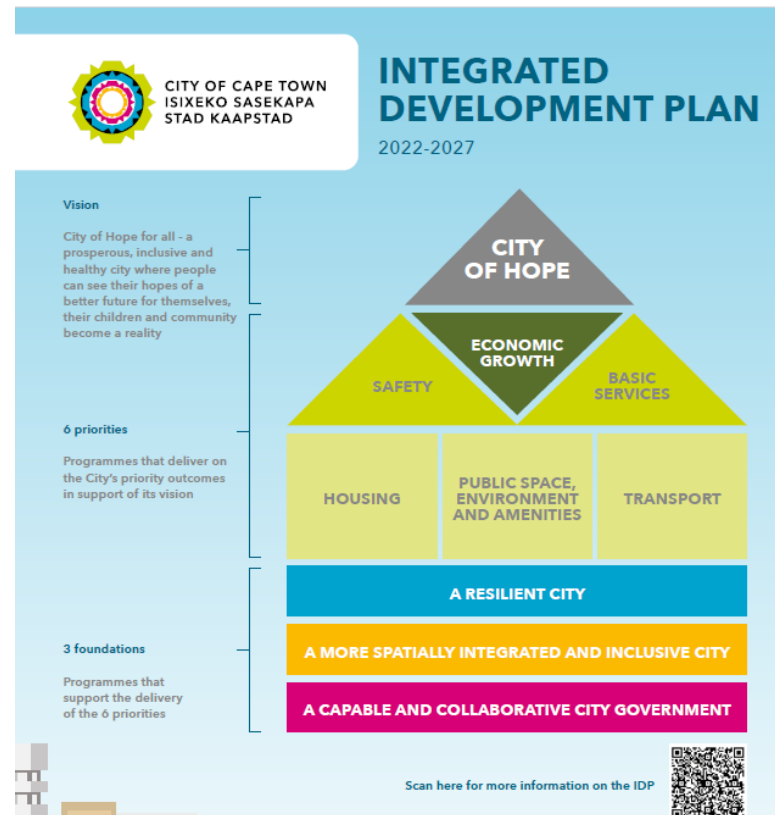 CITY OF CAPE TOWN
ISIXEKO SASEKAPA
STAD KAAPSTAD
INTEGRATED
DEVELOPMENT PLAN
2022-2027
Vision
City of Hope for all - a
prosperous, inclusive and
healthy city where people
can see their hopes of a
better future for themselves,
their children and community
become a reality
CITY
OF HOPE
ECONOMIC
GROWTH
SAFETY
BASIC
SERVICES
6 priorities
Programmes that deliver on
the City's priority outcomes
in support of its vision
HOUSING
PUBLIC SPACE,
ENVIRONMENT
AND AMENITIES
TRANSPORT
A RESILIENT CITY
3 foundations
Programmes that
support the delivery
of the 6 priorities
A MORE SPATIALLY INTEGRATED AND INCLUSIVE CITY
A CAPABLE AND COLLABORATIVE CITY GOVERNMENT
Scan here for more information on the IDP